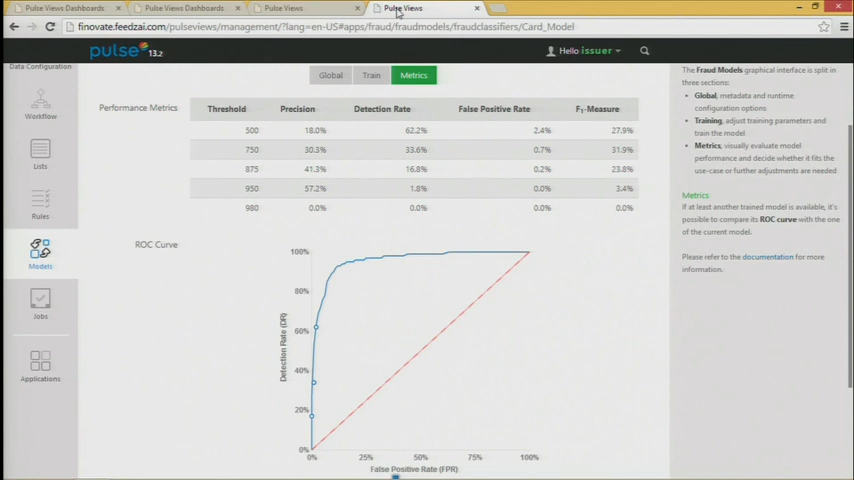 Pulse Views Dashboards
Pulse Views Dashboards
Pulse Views
Pulse Views
finovate.feedzai.com/pulseviews/management/?lang=en-US#apps/fraud/fraudmodels/fraudclassifiers/Card_Model
pulse 13.2
Hello issuer
Data Configuration
Workflow
Lists
Rules
Models
Jobs
Applications
Global Train Metrics
Performance Metrics
Threshold Precision Detection Rate False Positive Rate F1-Measure
500 18.0% 62.2% 2.4% 27.9%
750 30.3% 33.6% 0.7% 31.9%
875 41.3% 16.8% 0.2% 23.8%
950 57.2% 1.8% 0.0% 3.4%
980 0.0% 0.0% 0.0% 0.0%
ROC Curve
100%
80%
60%
40%
20%
0%
Detection Rate (DR)
0% 25% 50% 75% 100%
False Positive Rate (FPR)
The Fraud Models graphical interface is split in
three sections:
Global, metadata and runtime
configuration options
Training, adjust training parameters and
train the model
Metrics, visually evaluate model
performance and decide whether it fits the
use-case or further adjustments are needed
Metrics
If at least another trained model is available, it's
possible to compare its ROC curve with the one
of the current model.
Please refer to the documentation for more
information.